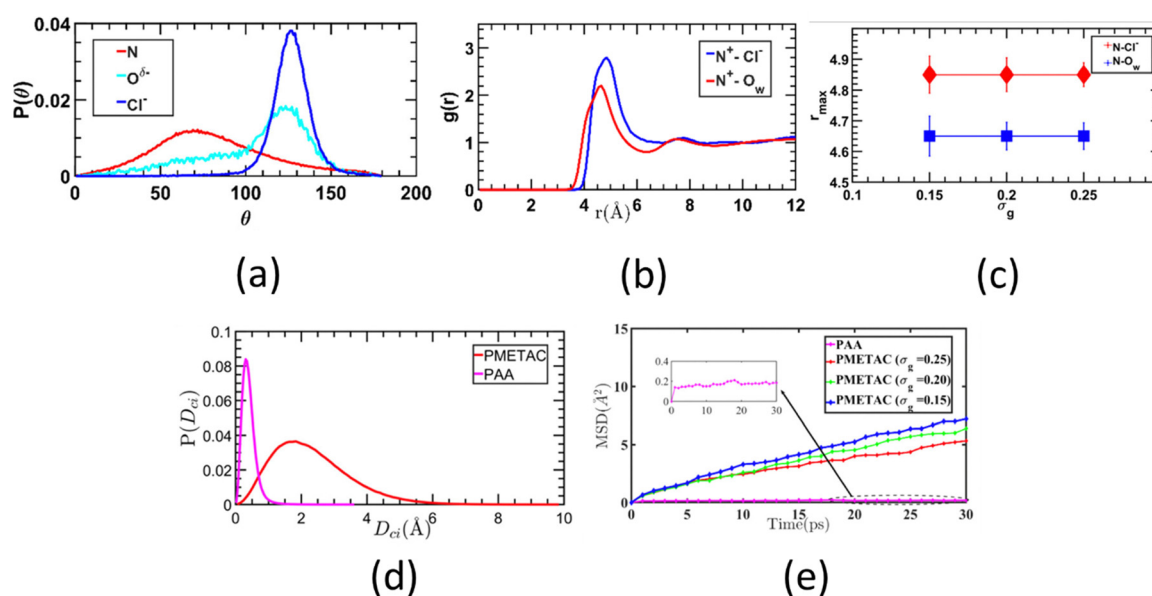 0.04
0.02
0
P(θ)
N
O^δ-
Cl^-
0 50 100 150 200
θ
(a)
3
2
1
0
g(r)
N^+- Cl^-
N^+- O_w
0 2 4 6 8 10 12
r(Å)
(b)
4.9
4.8
4.7
4.6
4.5
r_max
N-Cl^-
N-O_w
0.1 0.15 0.2 0.25
σ_g
(c)
0.1
0.08
0.06
0.04
0.02
0
P(D_ci)
PMETAC
PAA
0 2 4 6 8 10
D_ci(Å)
(d)
15
10
5
0
MSD(Å²)
0.4
0.2
0
0 10 20 30
PAA
PMETAC (σ_g =0.25)
PMETAC (σ_g =0.20)
PMETAC (σ_g =0.15)
0 5 10 15 20 25 30
Time(ps)
(e)